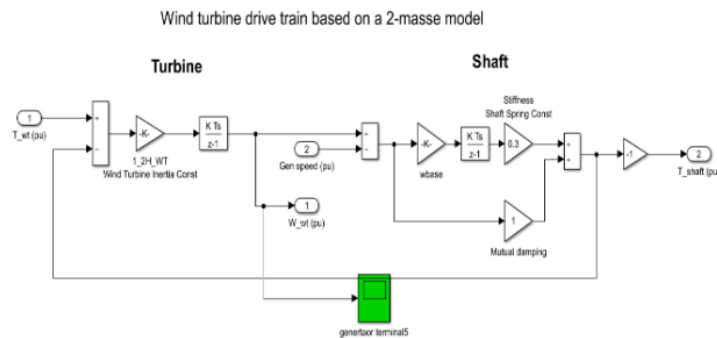 Wind turbine drive train based on a 2-masse model
Turbine
Shaft
1
T_wt (pu)
+
−
-K-
1_2H_WT
Wind Turbine Inertia Const
K Ts
z-1
2
Gen speed (pu)
1
W_wt (pu)
+
−
-K-
wbase
K Ts
z-1
Stiffness
Shaft Spring Const
0.3
1
Mutual damping
+
+
-1
2
T_shaft (pu
genertaor terminal5